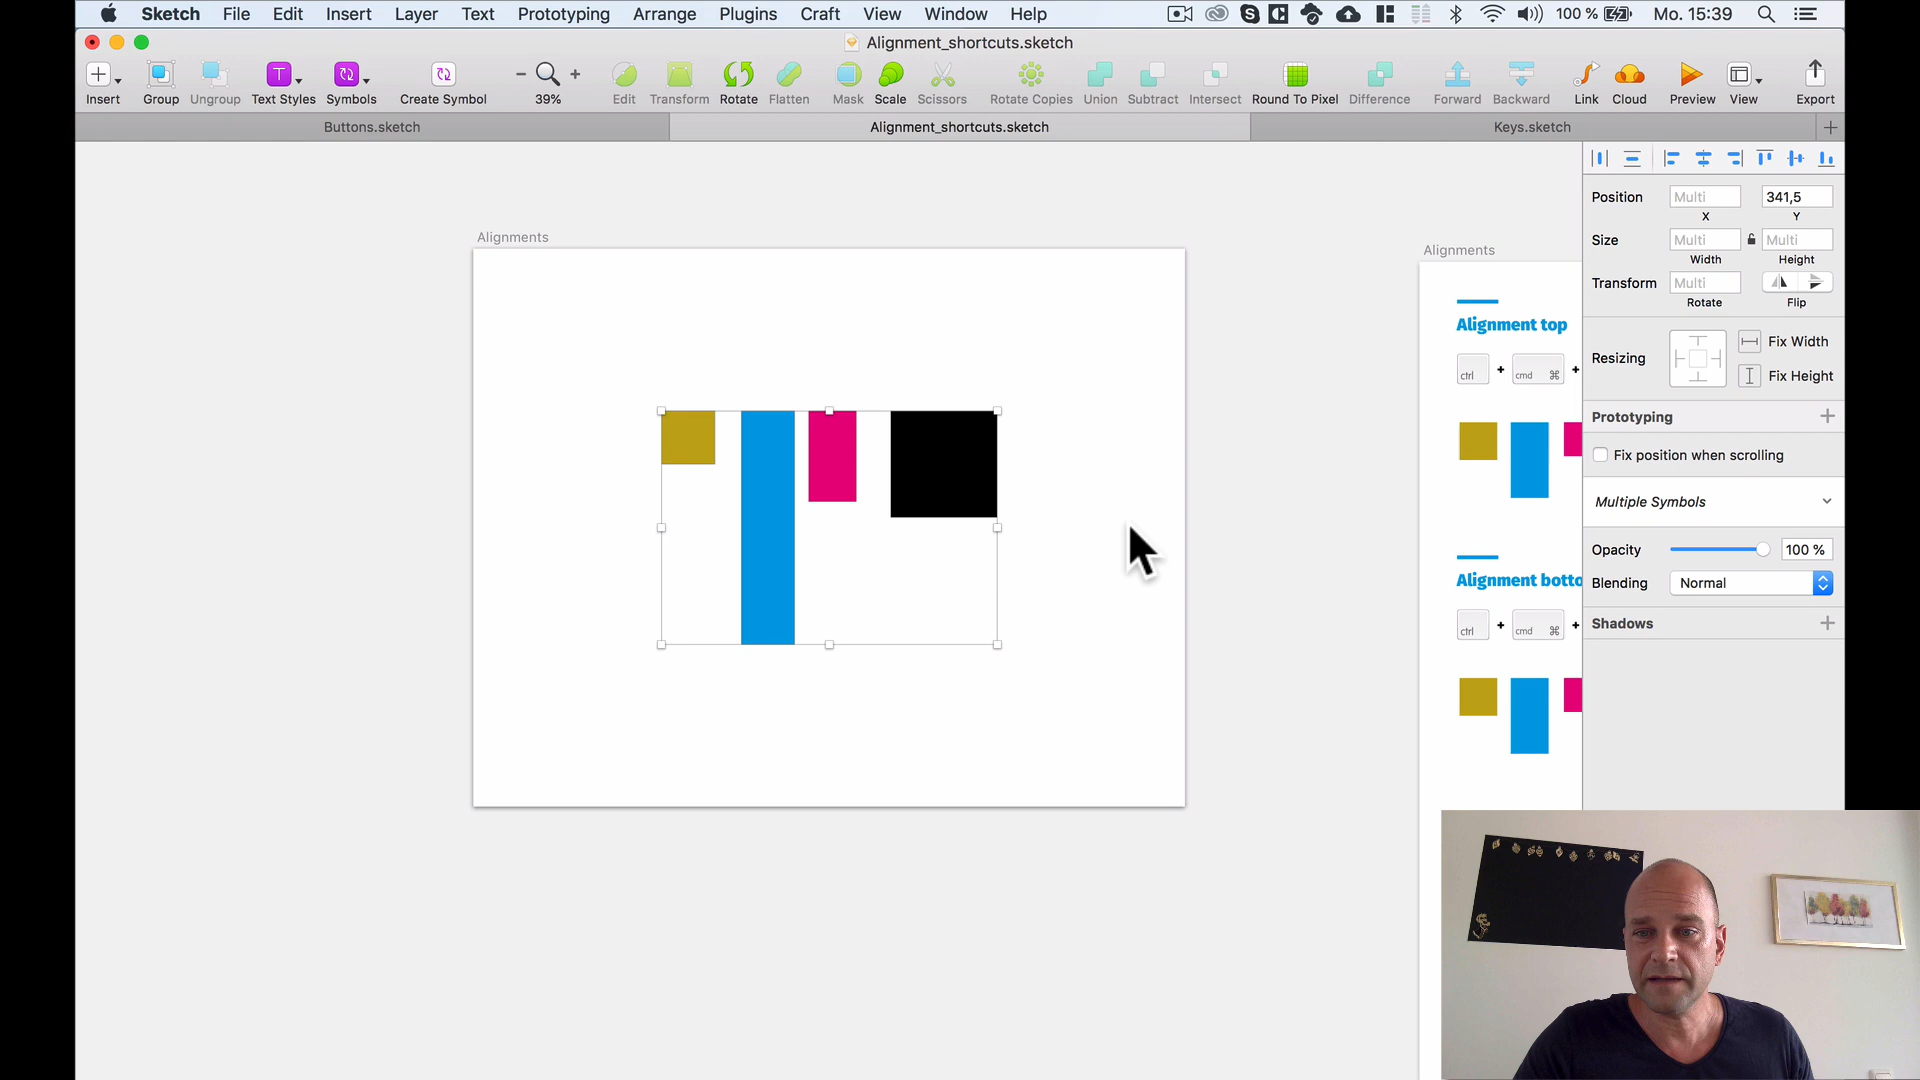 Sketch File Edit Insert Layer Text Prototyping Arrange Plugins Craft View Window Help 100 % Mo. 15:39
Alignment_shortcuts.sketch
Insert Group Ungroup Text Styles Symbols Create Symbol 39% Edit Transform Rotate Flatten Mask Scale Scissors Rotate Copies Union Subtract Intersect Round To Pixel Difference Forward Backward Link Cloud Preview View Export
Buttons.sketch Alignment_shortcuts.sketch Keys.sketch
Position Multi 341,5
X Y
Size Multi Multi
Width Height
Transform Multi
Rotate Flip
Resizing Fix Width
Fix Height
Prototyping
Fix position when scrolling
Multiple Symbols
Opacity 100 %
Blending Normal
Shadows
Alignments
Alignments
Alignment top
ctrl + cmd ⌘ +
Alignment botto
ctrl + cmd ⌘ +